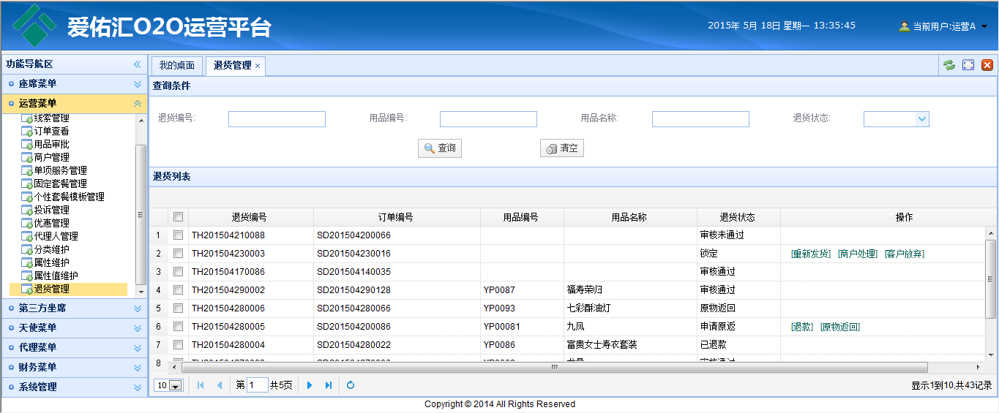 爱佑汇O2O运营平台
2015年 5月 18日 星期一 13:35:45
当前用户:运营A
功能导航区
座席菜单
运营菜单
线索管理
订单查看
用品审批
商户管理
单项服务管理
固定套餐管理
个性套餐模板管理
投诉管理
优惠管理
代理人管理
分类维护
属性维护
属性值维护
退货管理
第三方坐席
天使菜单
代理菜单
财务菜单
系统管理
我的桌面 退货管理
查询条件
退货编号: 用品编号: 用品名称: 退货状态:
查询 清空
退货列表
退货编号 订单编号 用品编号 用品名称 退货状态 操作
1 TH201504210088 SD201504200066 审核未通过
2 TH201504230003 SD201504230016 锁定 [重新发货] [商户处理] [客户放弃]
3 TH201504170086 SD201504140035 审核通过
4 TH201504290002 SD201504290128 YP0087 福寿荣归 审核通过
5 TH201504280006 SD201504280066 YP0093 七彩酥油灯 原物返回
6 TH201504280005 SD201504200086 YP00081 九凤 申请原返 [退款] [原物返回]
7 TH201504280004 SD201504280022 YP0086 富贵女士寿衣套装 已退款
8
10 第 1 共5页 显示1到10,共43记录
Copyright © 2014 All Rights Reserved